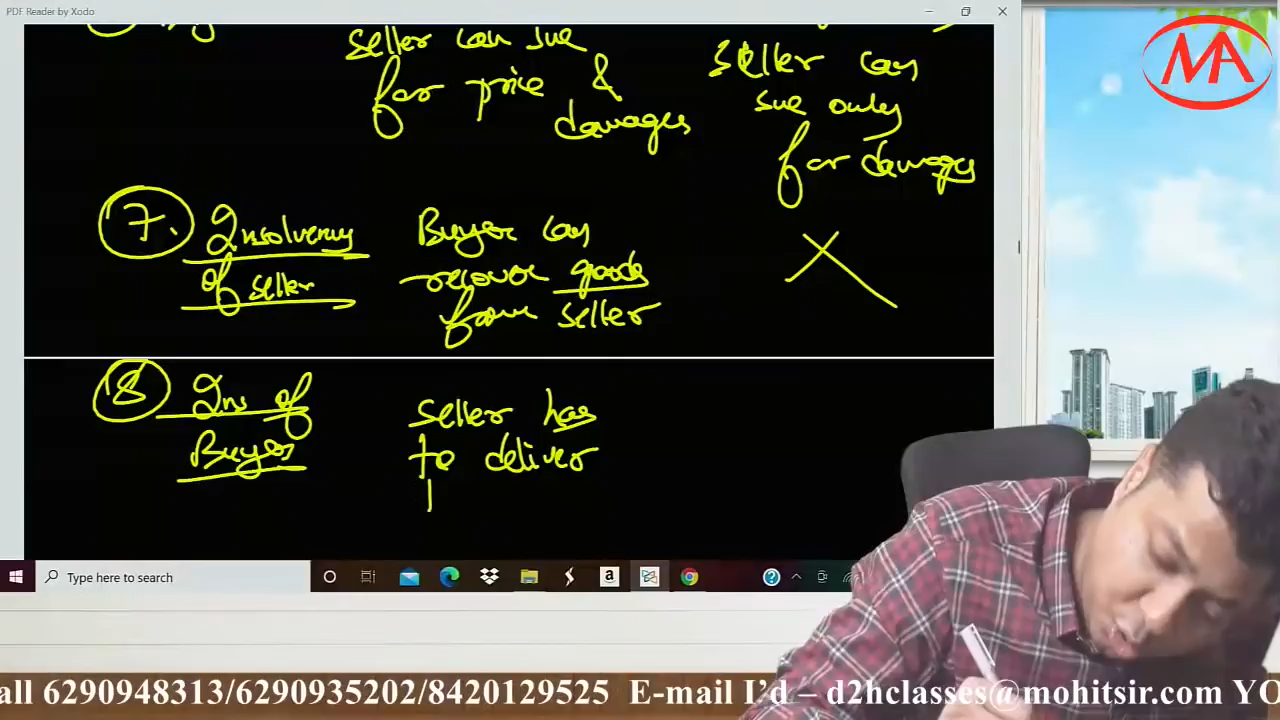 PDF Reader by Xodo
seller can sue
for price &
damages
seller can
sue only
for damages
7. Insolvency
of seller
Buyer can
recover goods
from seller
8 Ins of
Buyer
seller has
to deliver
Type here to search
MA
all 6290948313/6290935202/8420129525 E-mail I'd – d2hclasses@mohitsir.com YO